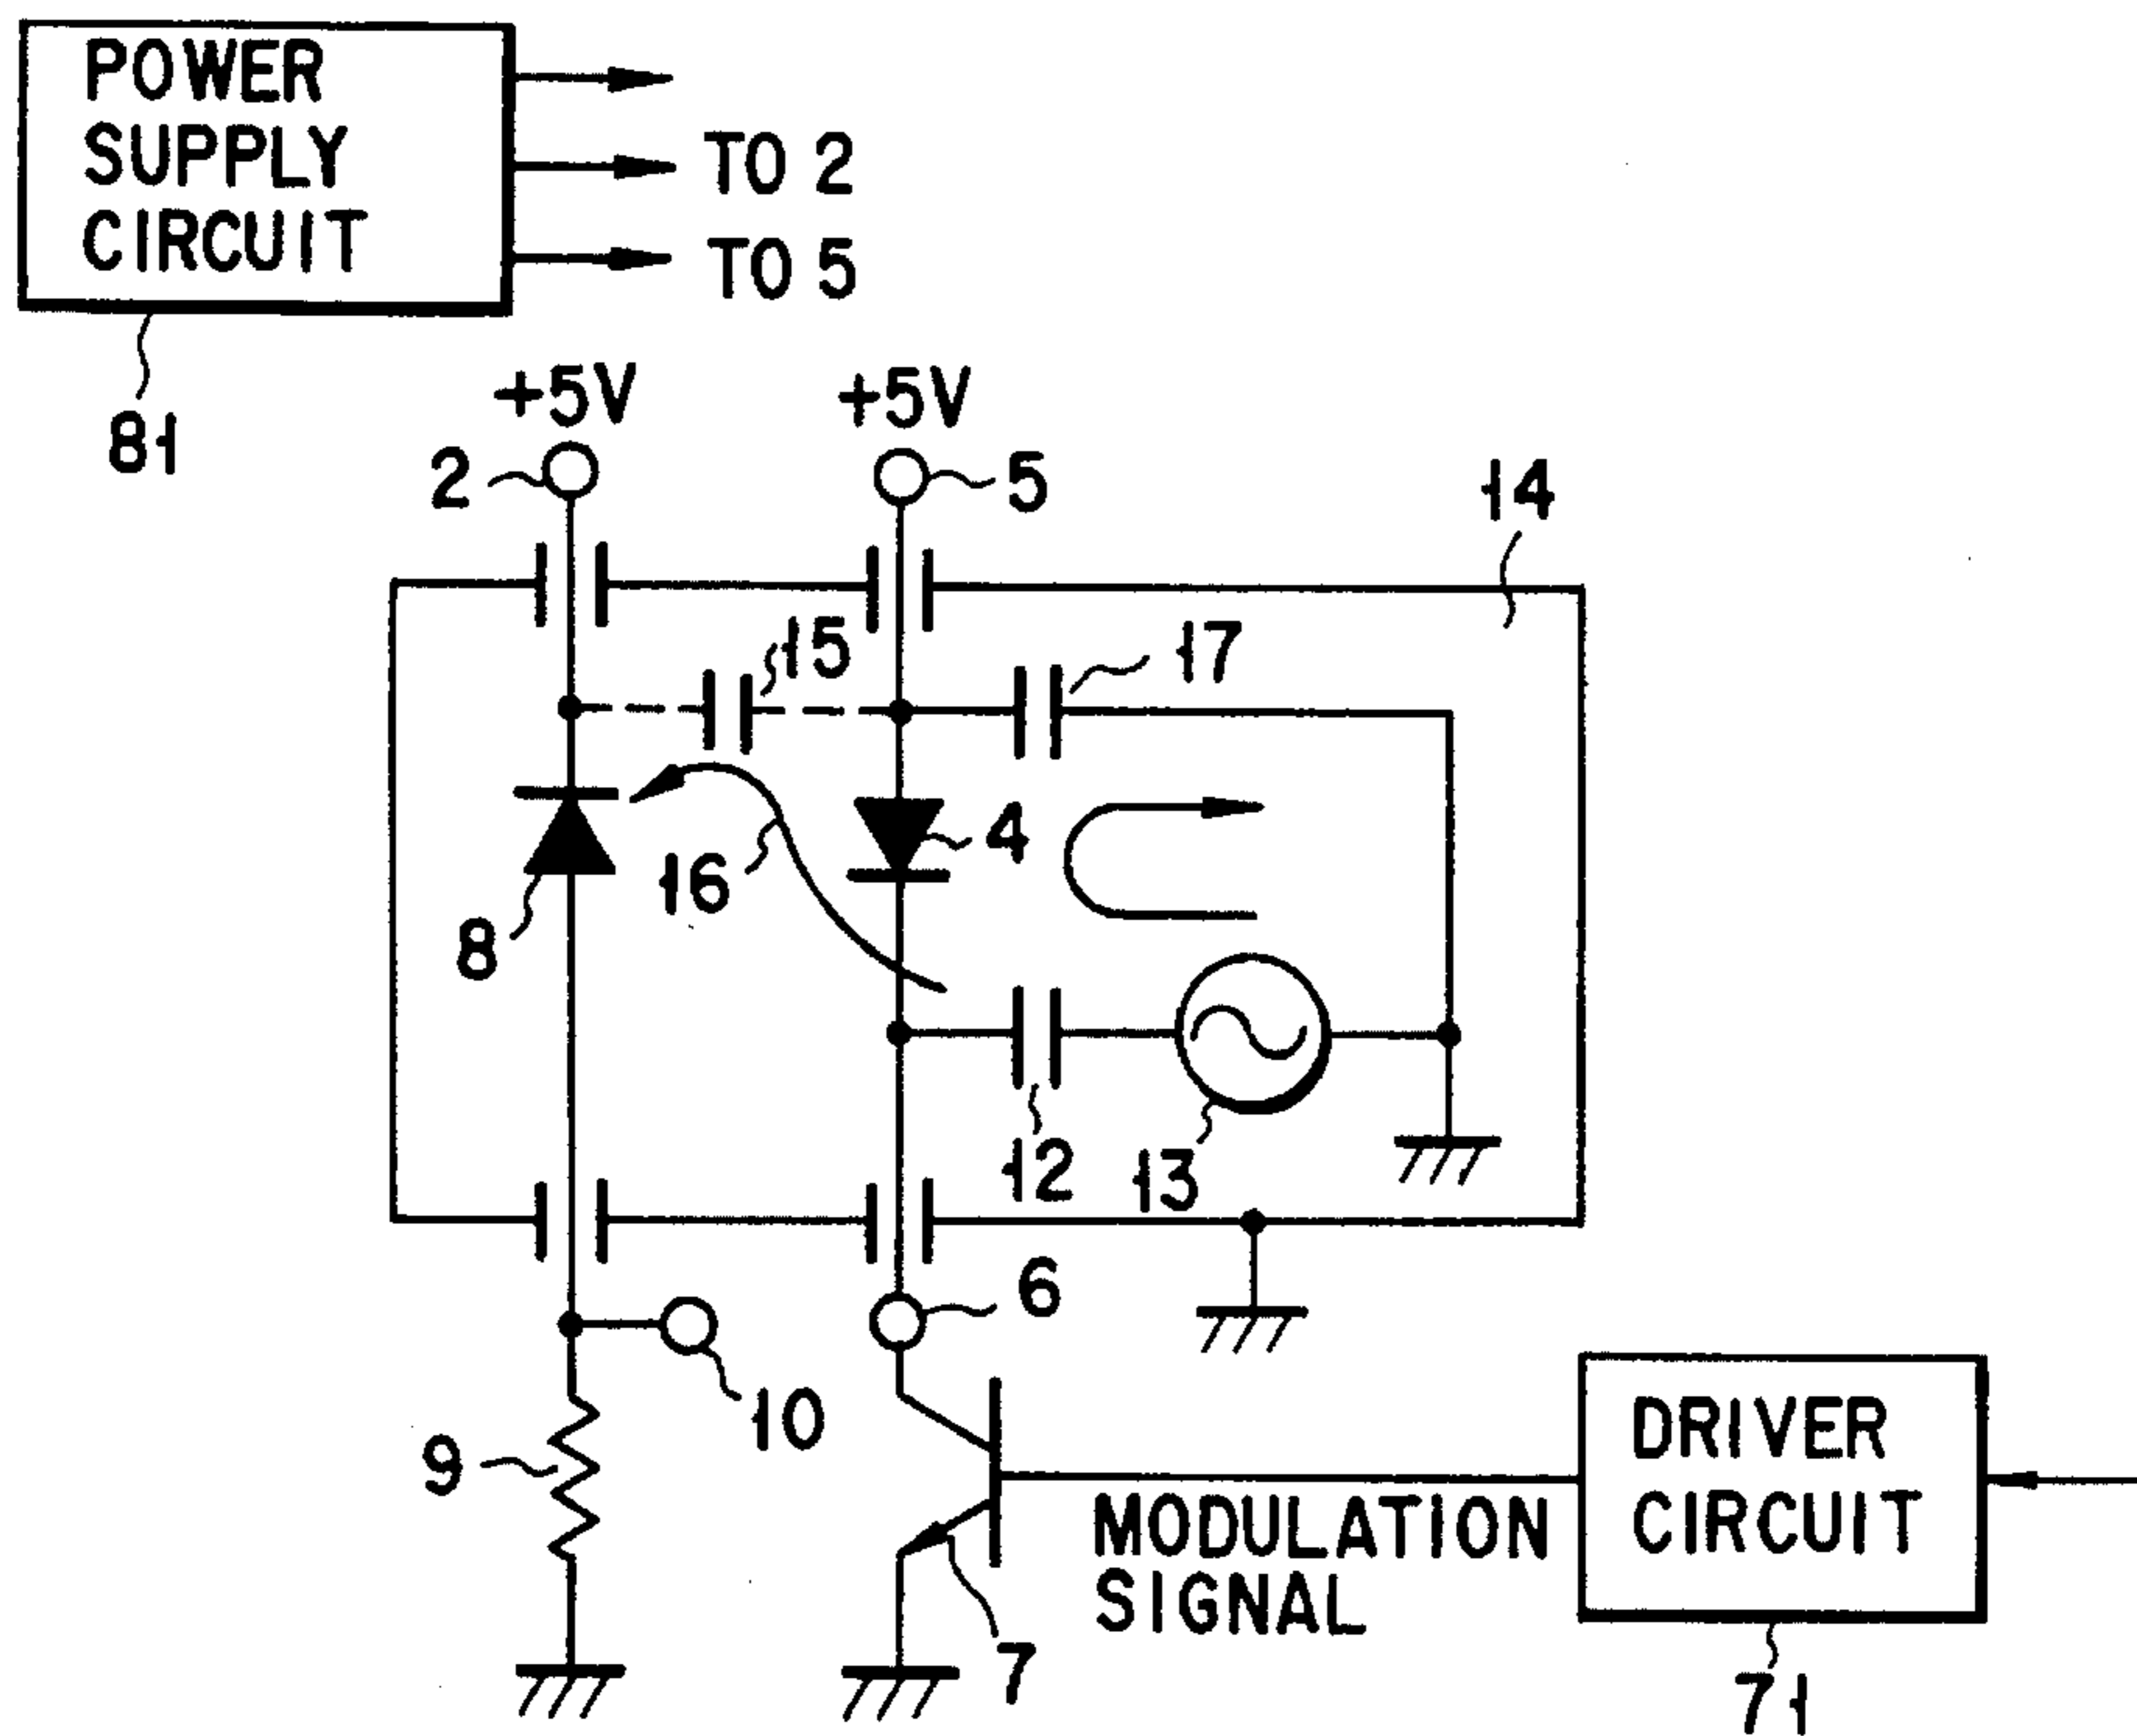 POWER
SUPPLY
CIRCUIT
TO 2
TO 5
81
+5V
+5V
2
5
14
15
17
4
16
8
12
13
6
10
9
DRIVER
CIRCUIT
MODULATION
SIGNAL
7
71